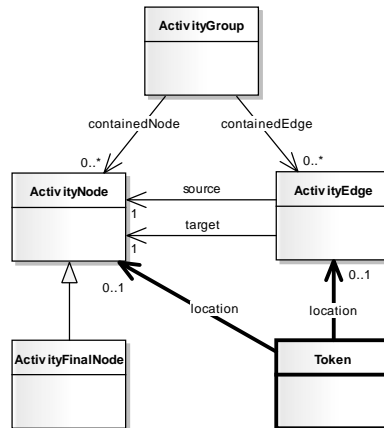 ActivityGroup
containedNode
containedEdge
0..*
0..*
ActivityNode
source
ActivityEdge
1
target
1
0..1
0..1
location
location
ActivityFinalNode
Token